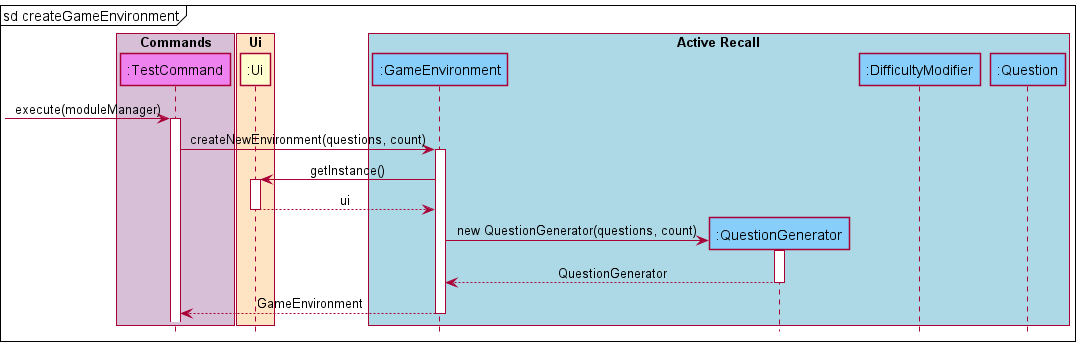 sd createGameEnvironment
Commands
Ui
Active Recall
:TestCommand
:Ui
:GameEnvironment
:DifficultyModifier
:Question
execute(moduleManager)
createNewEnvironment(questions, count)
getInstance()
ui
new QuestionGenerator(questions, count)
:QuestionGenerator
QuestionGenerator
GameEnvironment